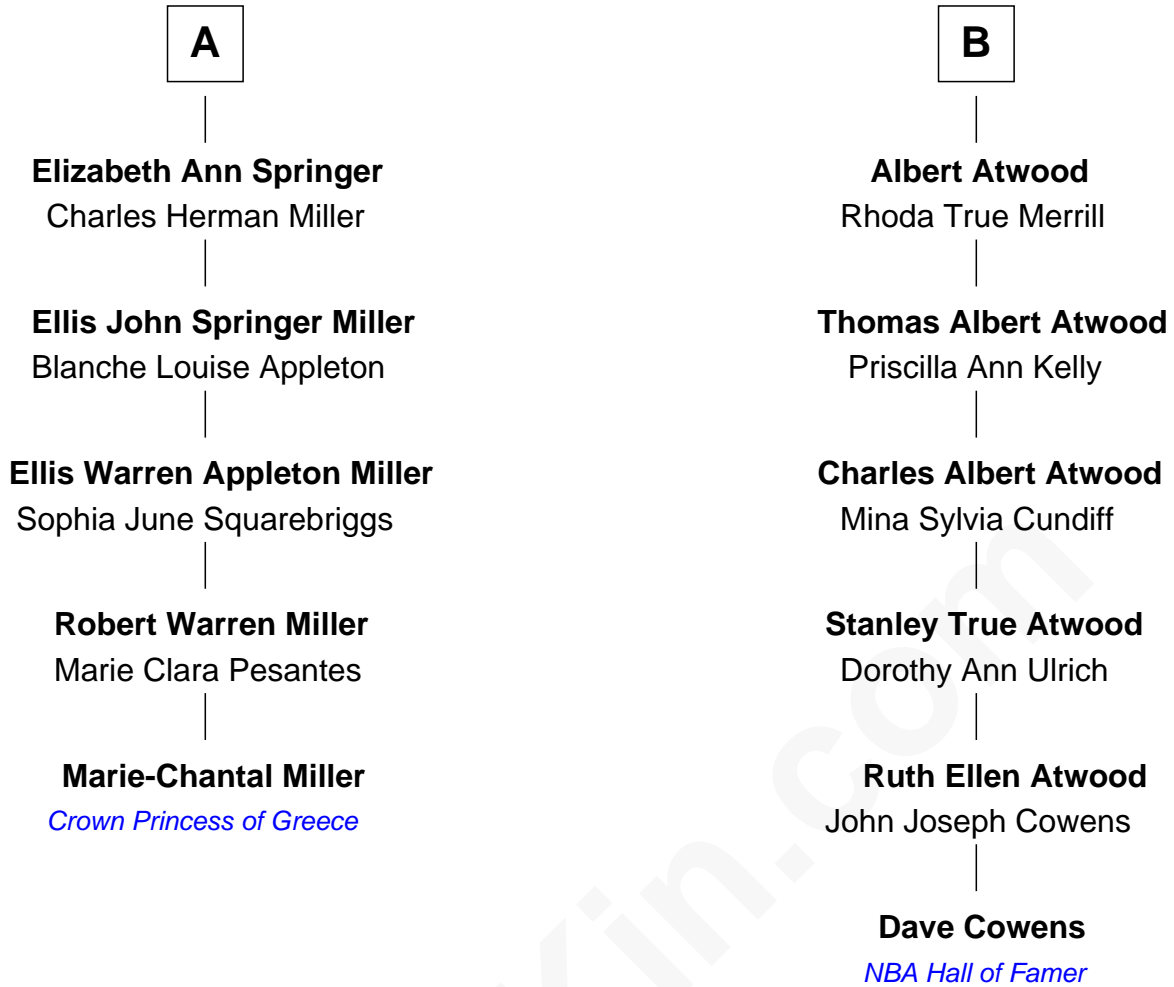 A
Elizabeth Ann Springer
Charles Herman Miller
Ellis John Springer Miller
Blanche Louise Appleton
Ellis Warren Appleton Miller
Sophia June Squarebriggs
Robert Warren Miller
Marie Clara Pesantes
Marie-Chantal Miller
Crown Princess of Greece
B
Albert Atwood
Rhoda True Merrill
Thomas Albert Atwood
Priscilla Ann Kelly
Charles Albert Atwood
Mina Sylvia Cundiff
Stanley True Atwood
Dorothy Ann Ulrich
Ruth Ellen Atwood
John Joseph Cowens
Dave Cowens
NBA Hall of Famer
Kin.com